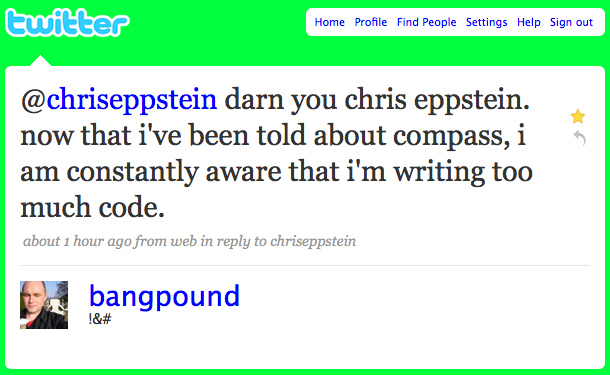 twitter
Home Profile Find People Settings Help Sign out
@chriseppstein darn you chris eppstein.
now that i've been told about compass, i
am constantly aware that i'm writing too
much code.
about 1 hour ago from web in reply to chriseppstein
bangpound
!&#